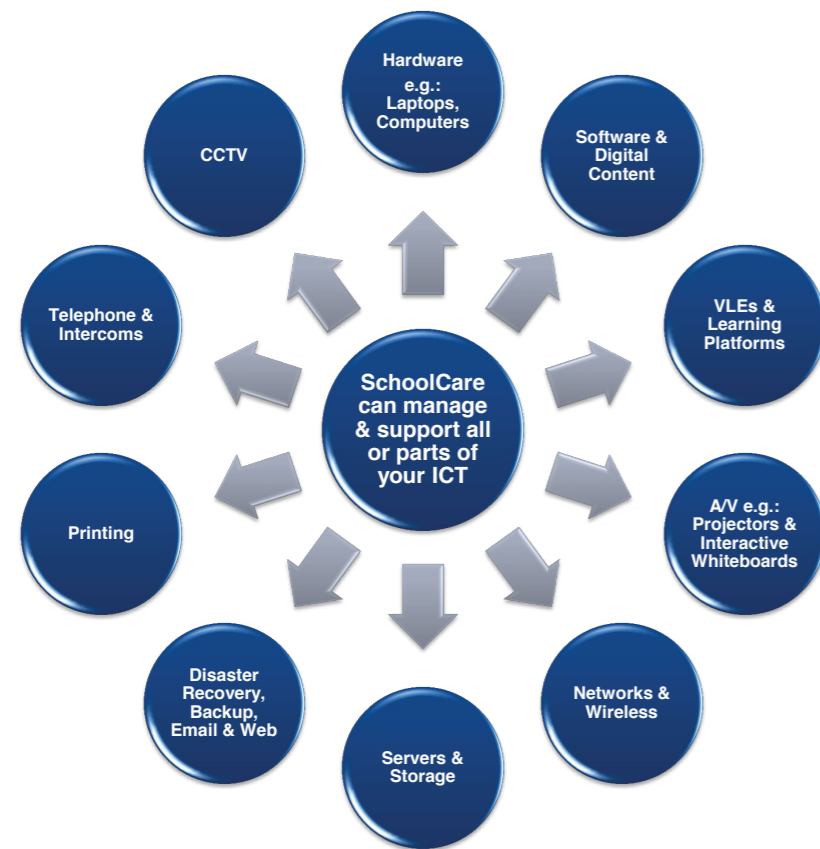 Hardware
e.g.:
Laptops,
Computers
Software &
Digital
Content
VLEs &
Learning
Platforms
A/V e.g.:
Projectors &
Interactive
Whiteboards
Networks &
Wireless
Servers &
Storage
Disaster
Recovery,
Backup,
Email & Web
Printing
Telephone &
Intercoms
CCTV
SchoolCare
can manage
& support all
or parts of
your ICT